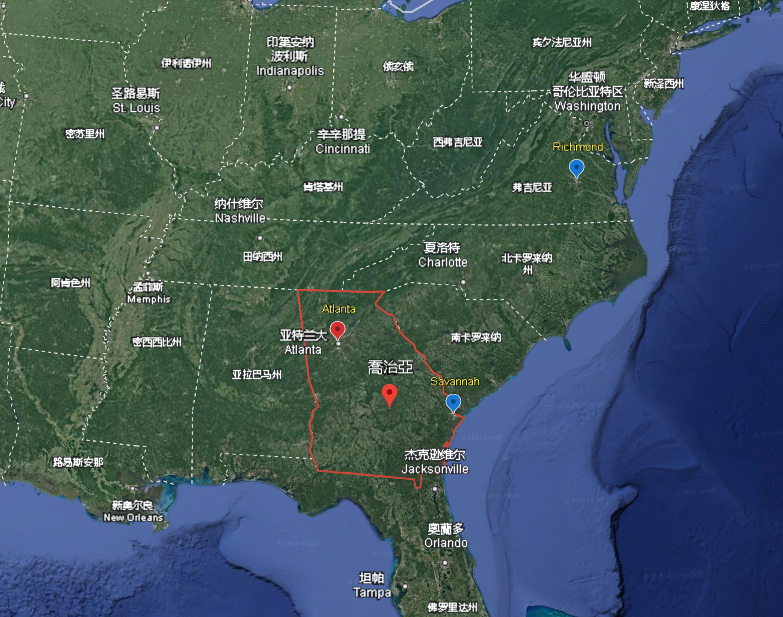 康涅狄格
印第安纳
波利斯
Indianapolis
伊利诺伊州
俄亥俄
宾夕法尼亚州
华盛顿
哥伦比亚特区
Washington
新泽西州
City
圣路易斯
St. Louis
密苏里州
辛辛那提
Cincinnati
西弗吉尼亚
Richmond
弗吉尼亚
肯塔基州
纳什维尔
Nashville
田纳西州
夏洛特
Charlotte
北卡罗来纳
州
阿肯色州
孟菲斯
Memphis
Atlanta
亚特兰大
Atlanta
密西西比州
南卡罗来纳
喬治亞
亚拉巴马州
Savannah
杰克逊维尔
Jacksonville
路易斯安那
新奥尔良
New Orleans
奧蘭多
Orlando
坦帕
Tampa
佛罗里达州